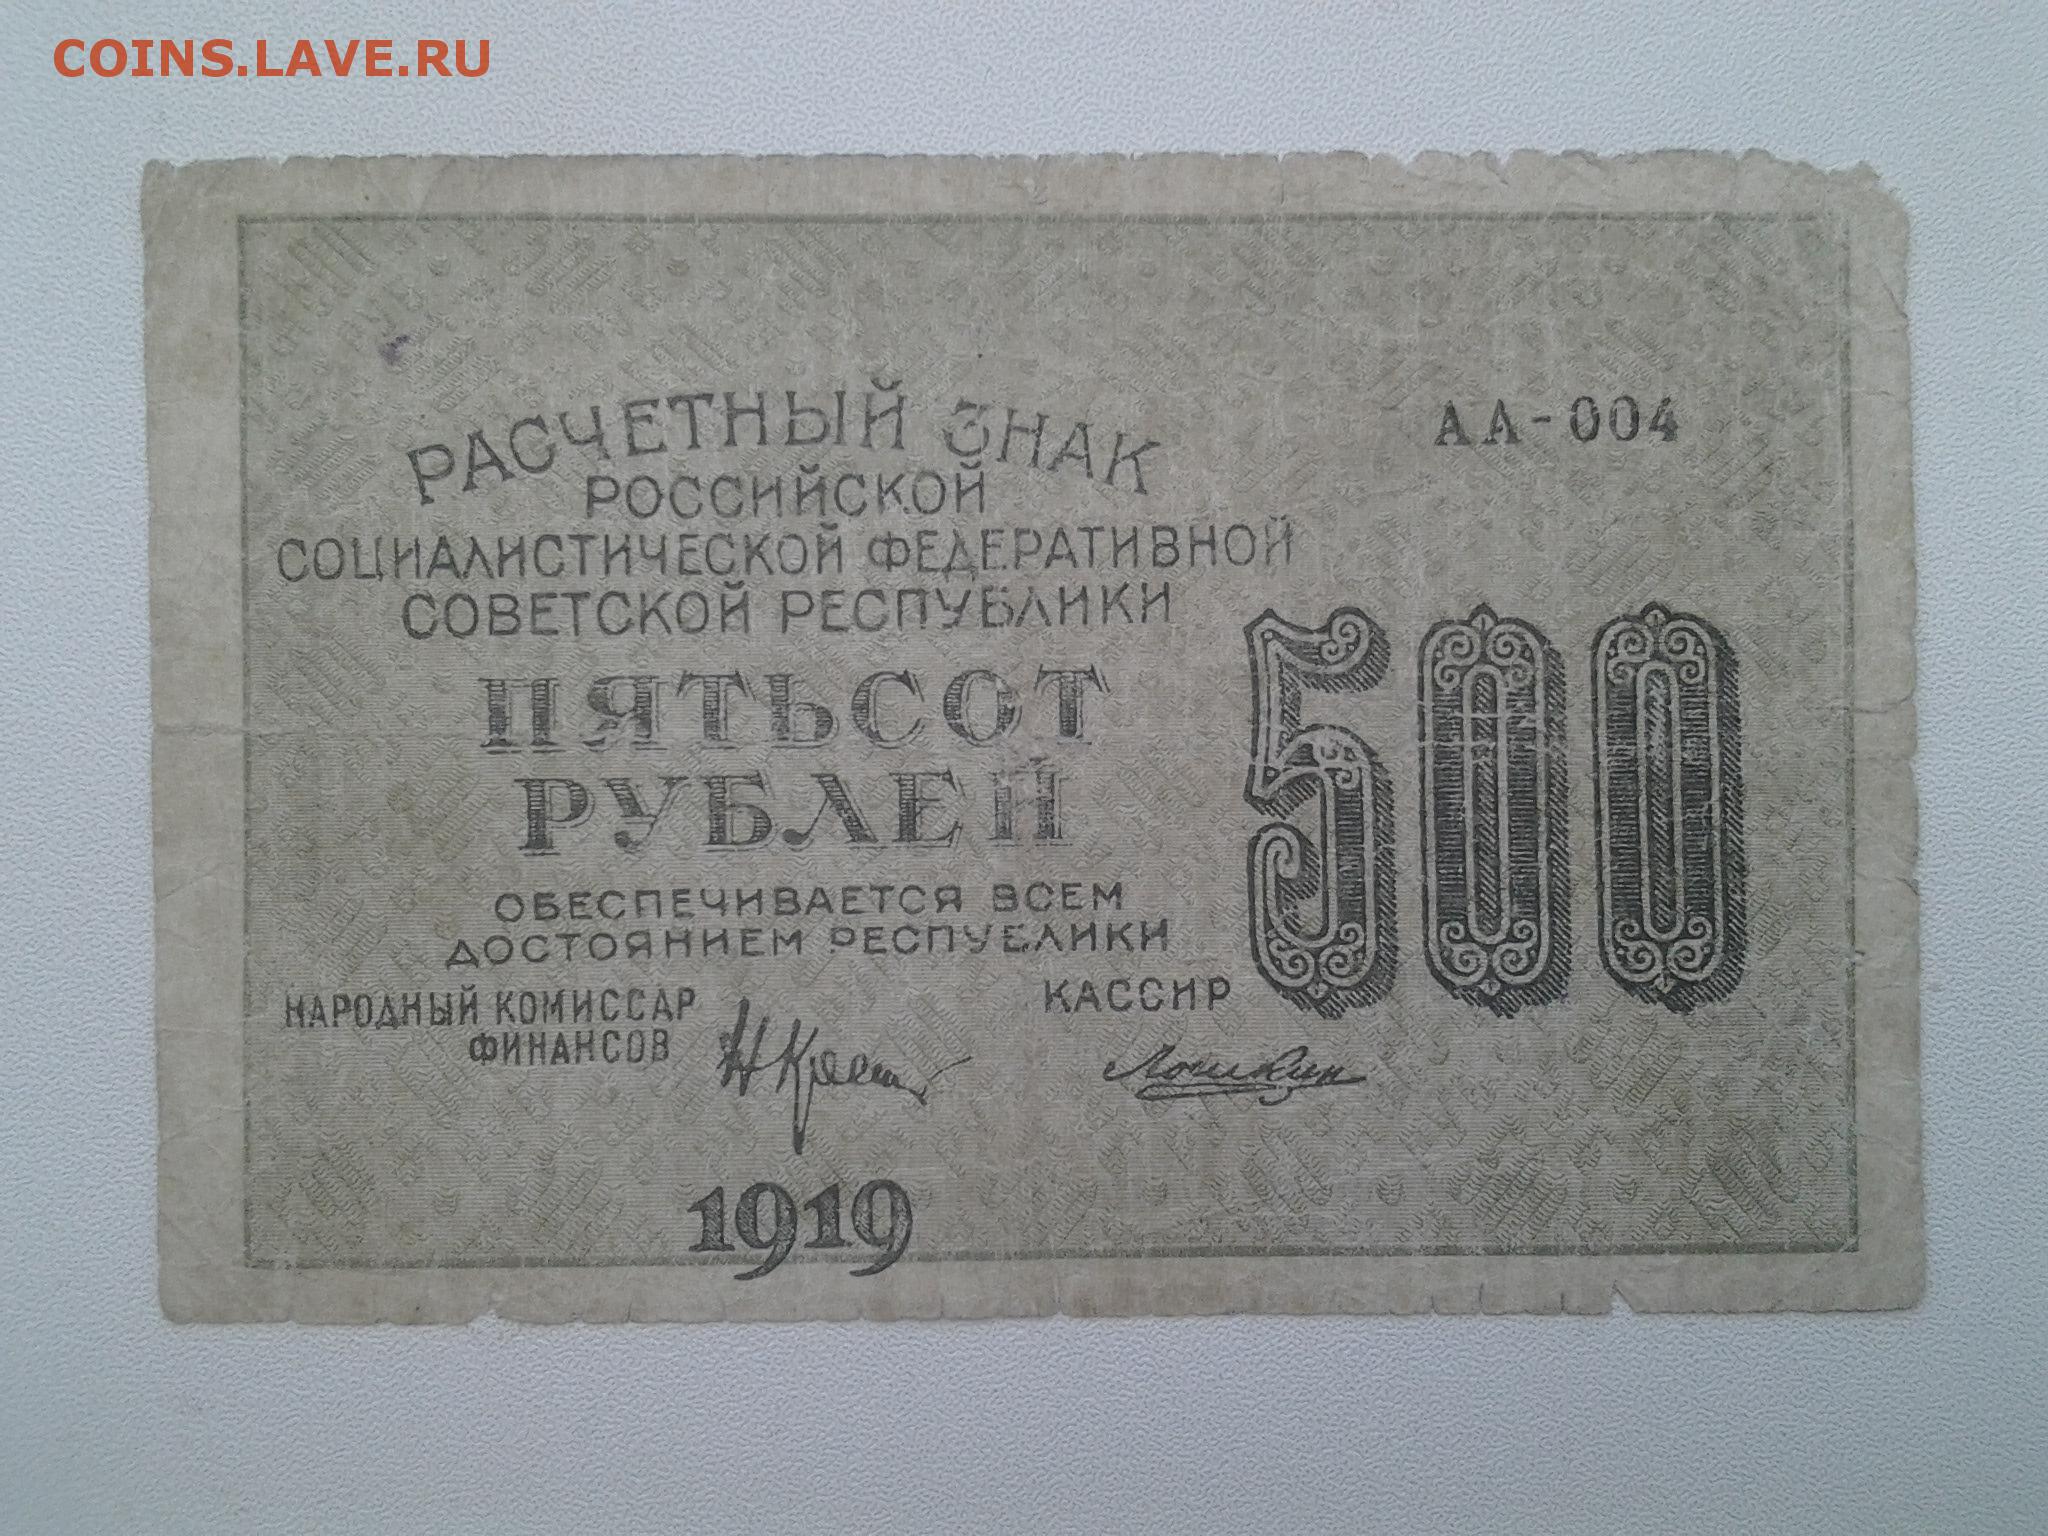 COINS.LAVE.RU
РАСЧЕТНЫЙ ЗНАК
АА-004
РОССИЙСКОЙ
СОЦИАЛИСТИЧЕСКОЙ ФЕДЕРАТИВНОЙ
СОВЕТСКОЙ РЕСПУБЛИКИ
ПЯТЬСОТ
РУБЛЕЙ
500
ОБЕСПЕЧИВАЕТСЯ ВСЕМ
ДОСТОЯНИЕМ РЕСПУБЛИКИ
НАРОДНЫЙ КОМИССАР
ФИНАНСОВ
КАССИР
Лошкин
1919